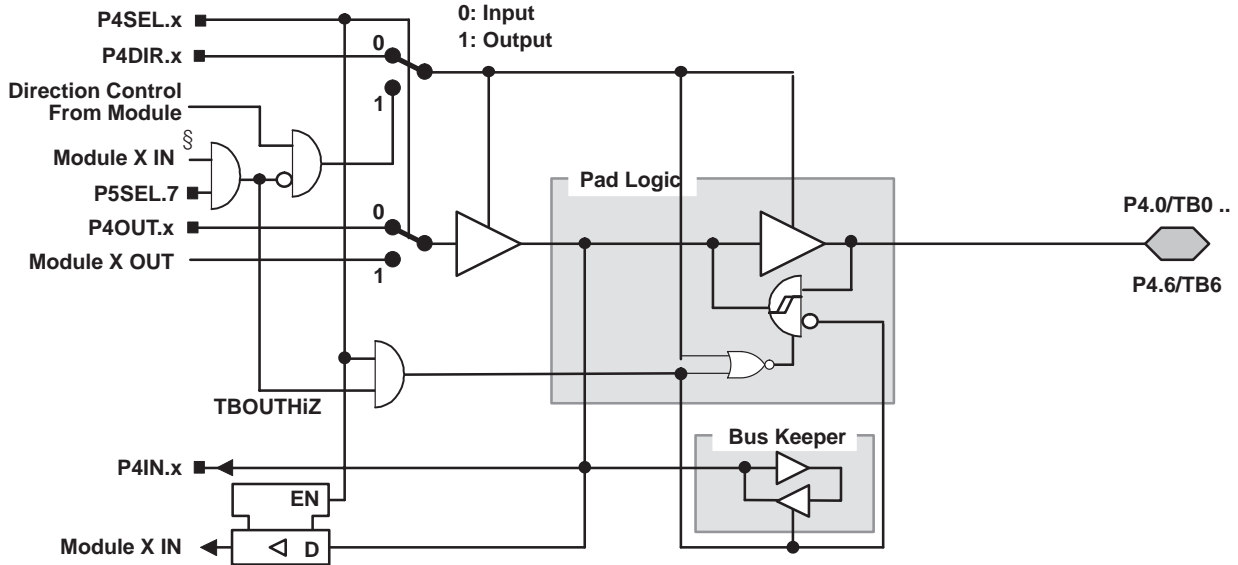 P4SEL.x
0: Input
1: Output
P4DIR.x
0
Direction Control
From Module
1
§
Module X IN
Pad Logic
P5SEL.7
P4OUT.x
0
P4.0/TB0 ..
Module X OUT
1
P4.6/TB6
TBOUTHiZ
Bus Keeper
P4IN.x
EN
Module X IN
D